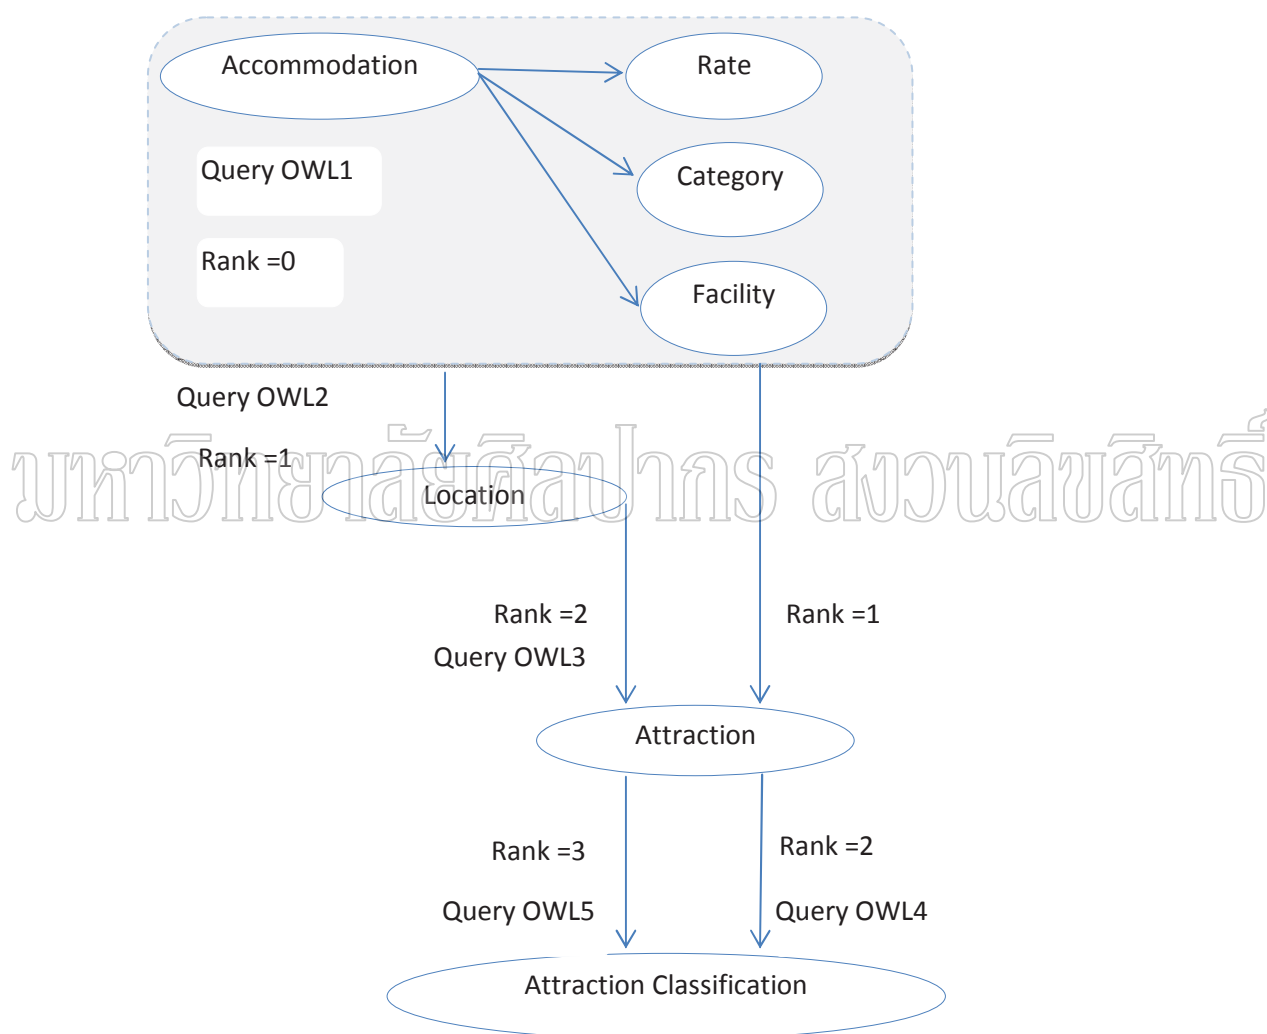 Accommodation
Rate
Query OWL1
Category
Rank =0
Facility
Query OWL2
Rank =1
มหาวิทยาลัยศิลปากร สงวนลิขสิทธิ์
Location
Rank =2
Rank =1
Query OWL3
Attraction
Rank =3
Rank =2
Query OWL5
Query OWL4
Attraction Classification